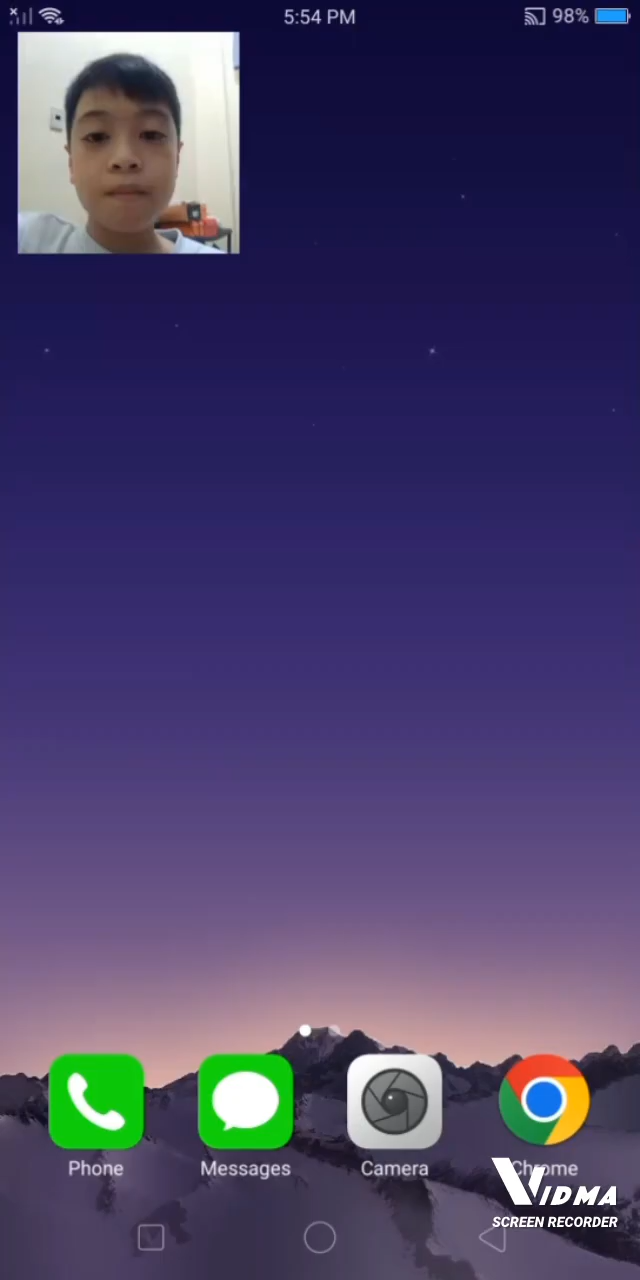 5:54 PM
98%
Phone
Messages
Camera
Chrome
VIDMA
SCREEN RECORDER